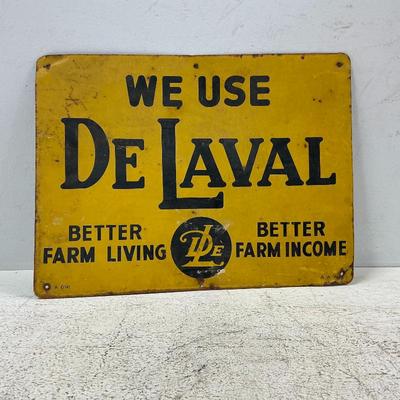 WE USE
DE LAVAL
BETTER FARM LIVING
BETTER FARM INCOME